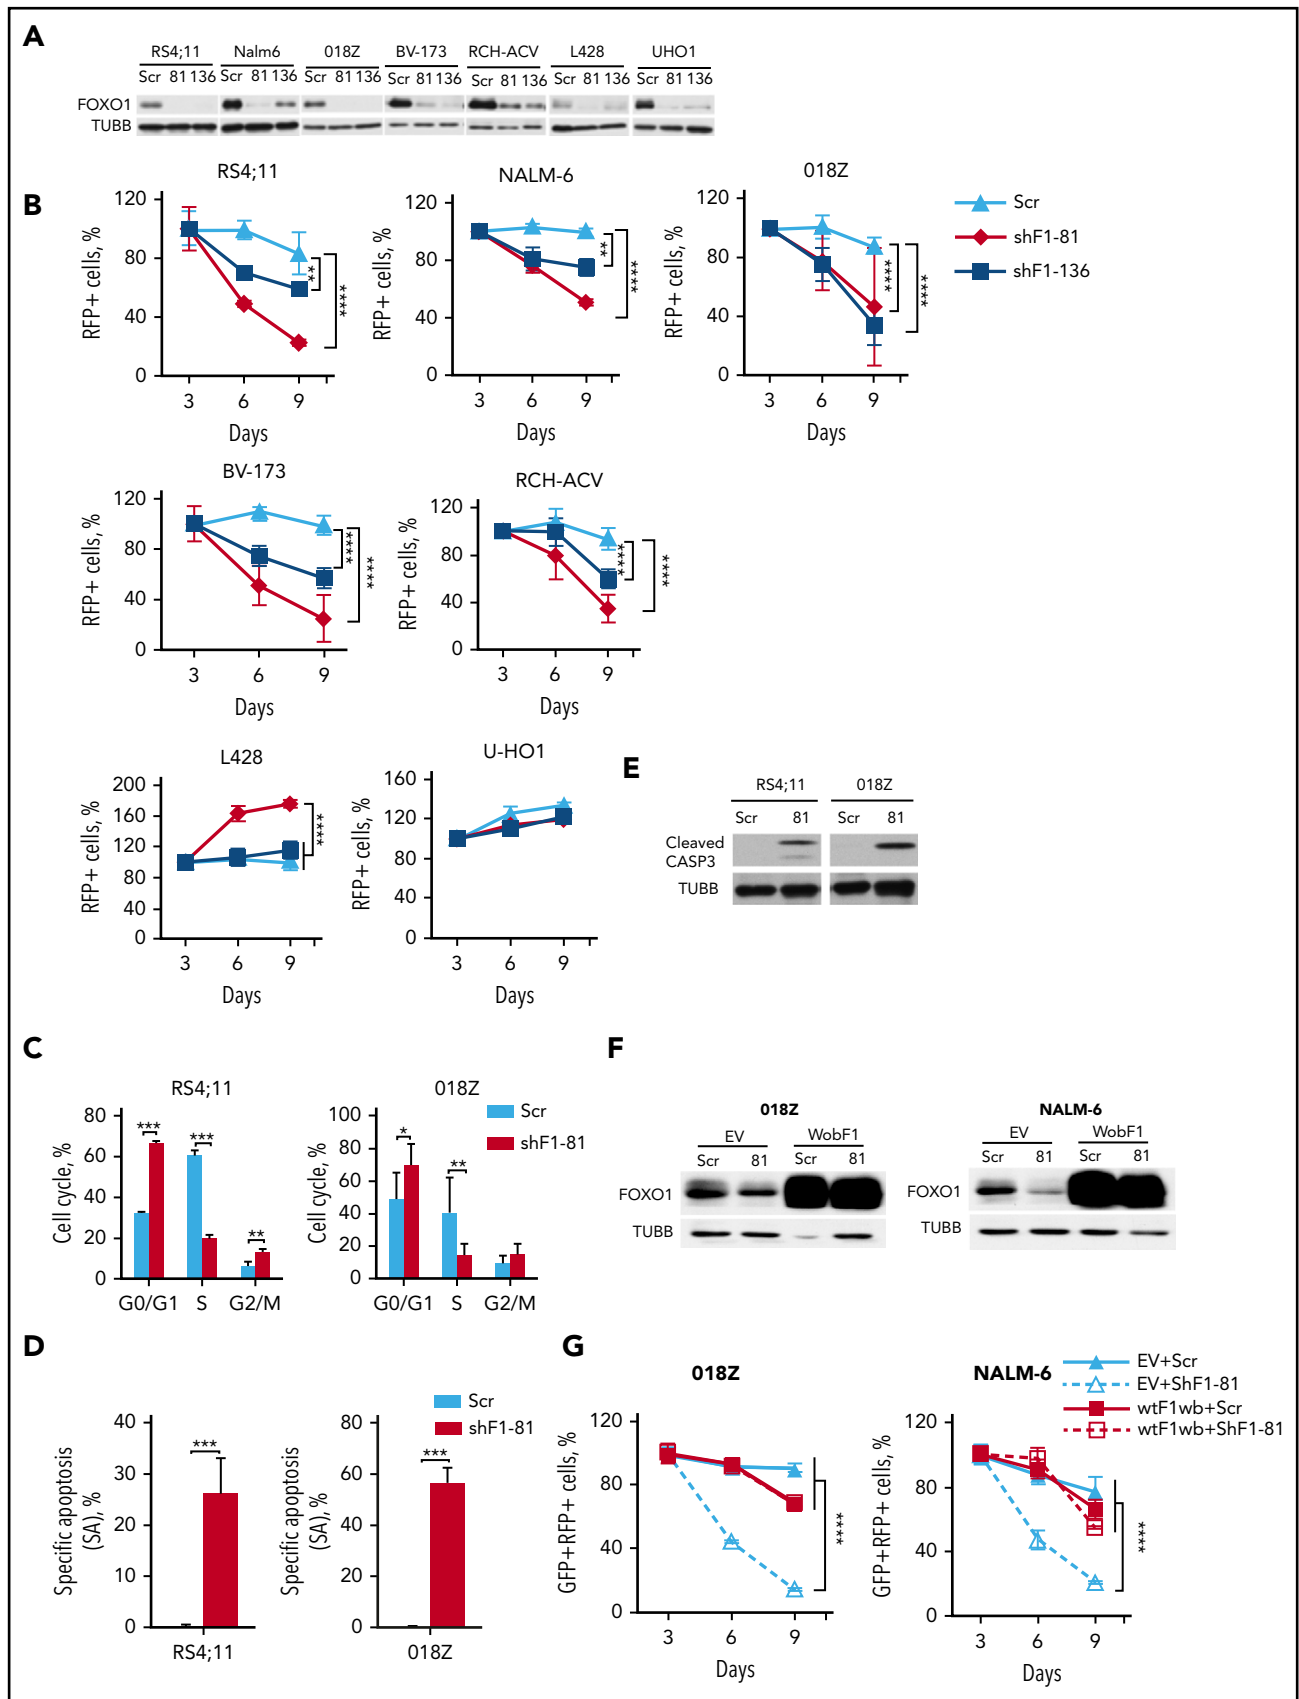 A
RS4;11 Nalm6 018Z BV-173 RCH-ACV L428 UHO1
Scr 81 136 Scr 81 136 Scr 81 136 Scr 81 136 Scr 81 136 Scr 81 136 Scr 81 136
FOXO1
TUBB
B
RS4;11
RFP+ cells, %
120
80
40
0
3 6 9
Days
**
****
NALM-6
RFP+ cells, %
120
80
40
0
3 6 9
Days
**
****
018Z
RFP+ cells, %
120
80
40
0
3 6 9
Days
****
****
Scr
shF1-81
shF1-136
BV-173
RFP+ cells, %
120
80
40
0
3 6 9
Days
****
****
RCH-ACV
RFP+ cells, %
120
80
40
0
3 6 9
Days
****
****
L428
RFP+ cells, %
200
160
120
80
40
0
3 6 9
Days
****
U-HO1
RFP+ cells, %
160
120
80
40
0
3 6 9
Days
E
RS4;11 018Z
Scr 81 Scr 81
Cleaved
CASP3
TUBB
C
RS4;11
Cell cycle, %
80
60
40
20
0
*** *** **
G0/G1 S G2/M
018Z
Cell cycle, %
100
80
60
40
20
0
* **
G0/G1 S G2/M
Scr
shF1-81
F
018Z
EV WobF1
Scr 81 Scr 81
FOXO1
TUBB
NALM-6
EV WobF1
Scr 81 Scr 81
FOXO1
TUBB
D
Specific apoptosis
(SA), %
40
30
20
10
0
***
RS4;11
Specific apoptosis
(SA), %
80
60
40
20
0
***
018Z
Scr
shF1-81
G
018Z
GFP+RFP+ cells, %
120
80
40
0
3 6 9
Days
****
NALM-6
GFP+RFP+ cells, %
120
80
40
0
3 6 9
Days
****
EV+Scr
EV+ShF1-81
wtF1wb+Scr
wtF1wb+ShF1-81